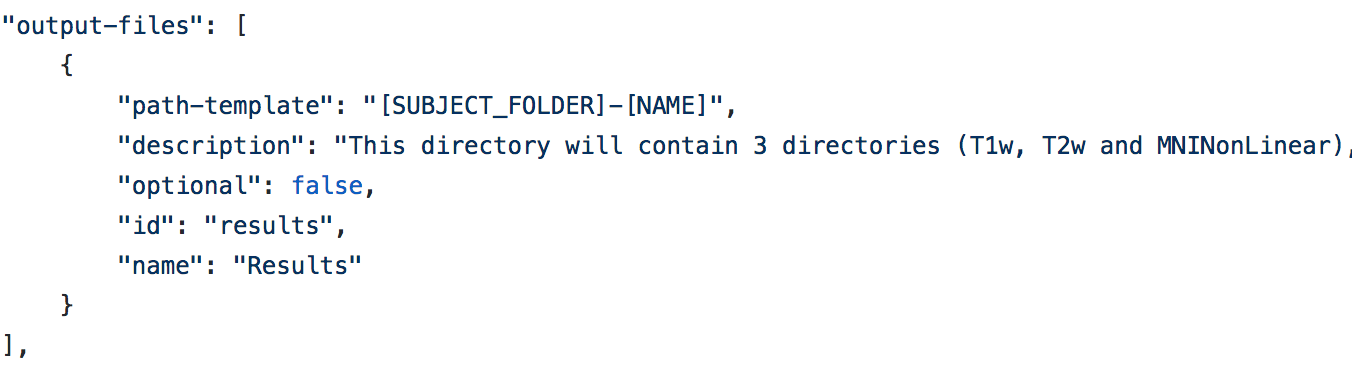 "output-files": [
    {
        "path-template": "[SUBJECT_FOLDER]-[NAME]",
        "description": "This directory will contain 3 directories (T1w, T2w and MNINonLinear),
        "optional": false,
        "id": "results",
        "name": "Results"
    }
],